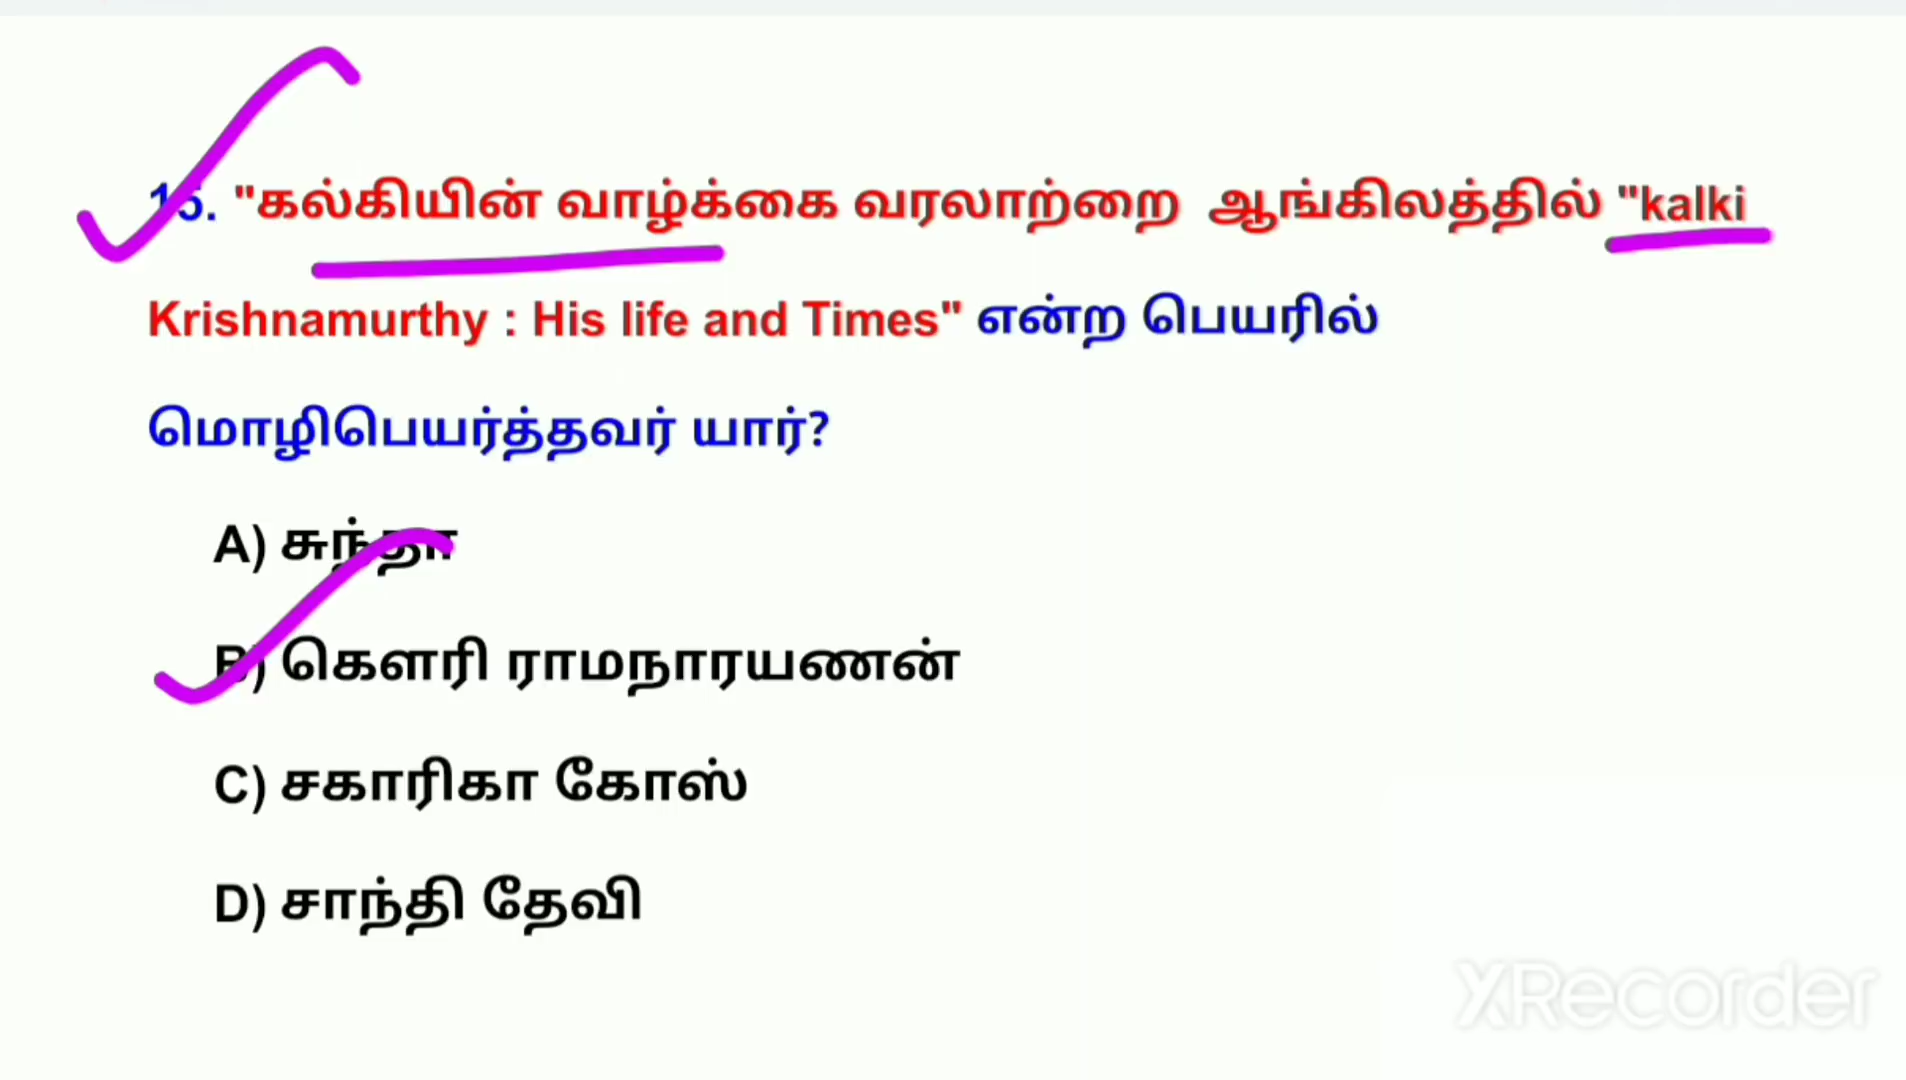 15. "கல்கியின் வாழ்க்கை வரலாற்றை ஆங்கிலத்தில் "kalki
Krishnamurthy : His life and Times" என்ற பெயரில்
மொழிபெயர்த்தவர் யார்?
A) சுந்தா
B) கௌரி ராமநாரயணன்
C) சகாரிகா கோஸ்
D) சாந்தி தேவி
XRecorder